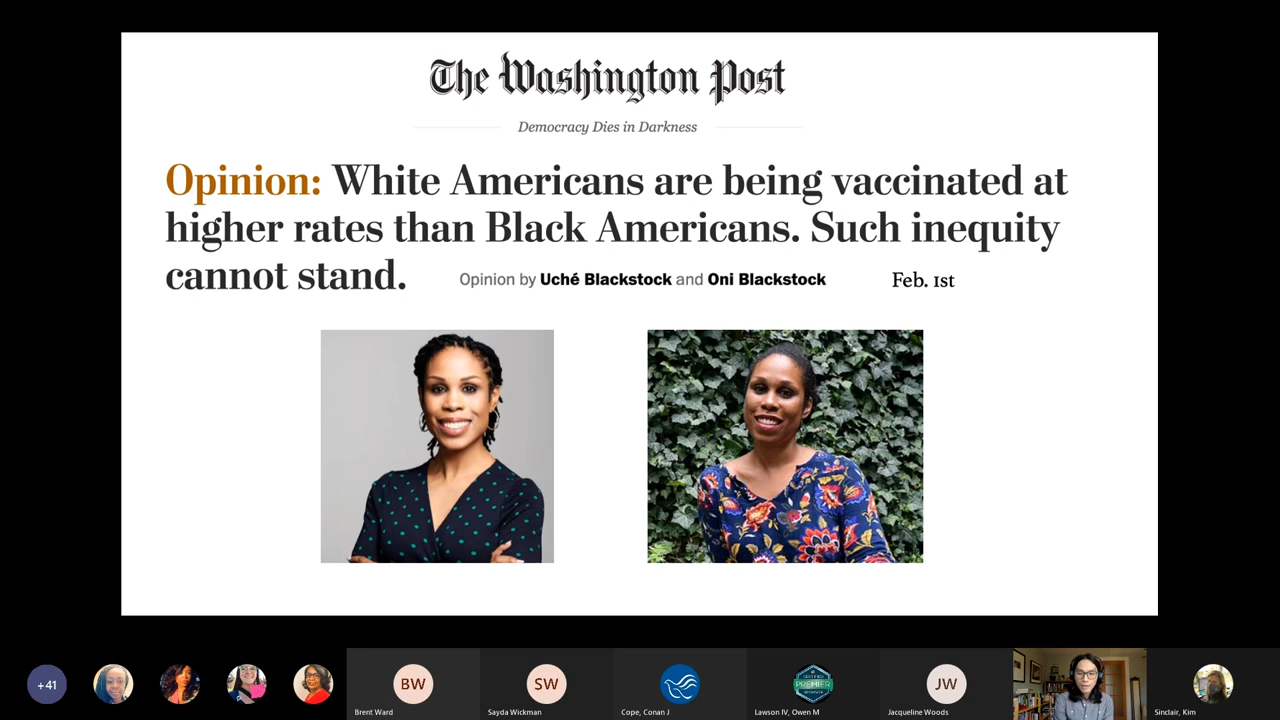 The Washington Post
Democracy Dies in Darkness
Opinion: White Americans are being vaccinated at
higher rates than Black Americans. Such inequity
cannot stand.
Opinion by Uché Blackstock and Oni Blackstock
Feb. 1st
+41
BW
SW
PREMIER
JW
Brent Ward
Sayda Wickman
Cope, Conan J
Lawson IV, Owen M
Jacqueline Woods
Sinclair, Kim